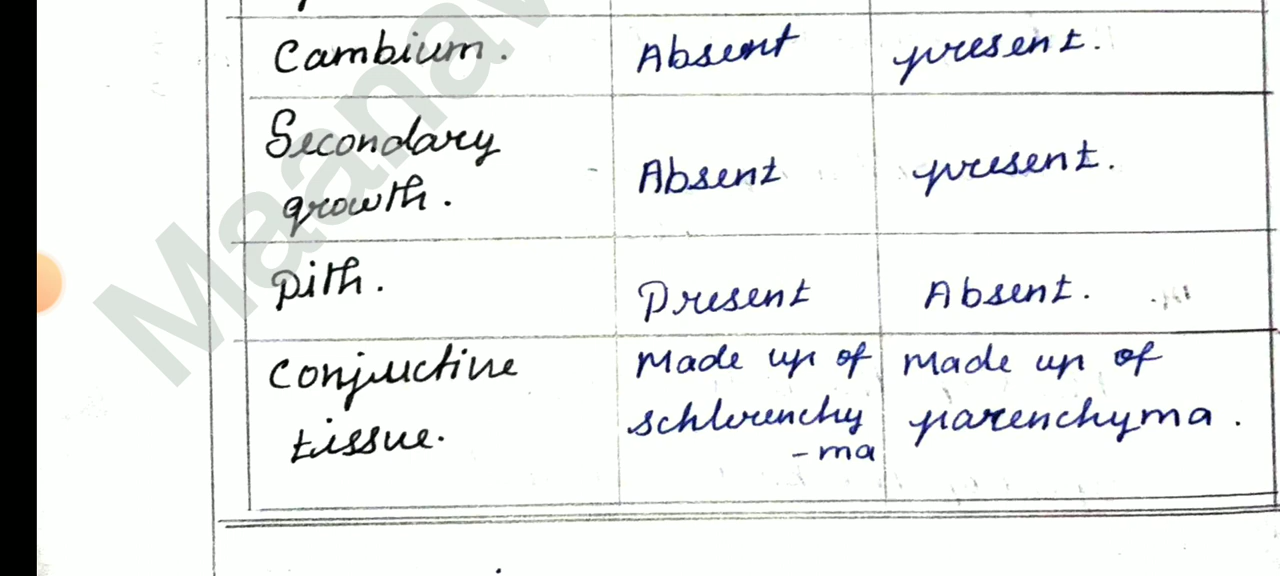 Maana
Cambium. Absent present.
Secondary
growth. Absent present.
pith. Present Absent.
Conjuctive Made up of Made up of
tissue. schlerenchy parenchyma.
-ma